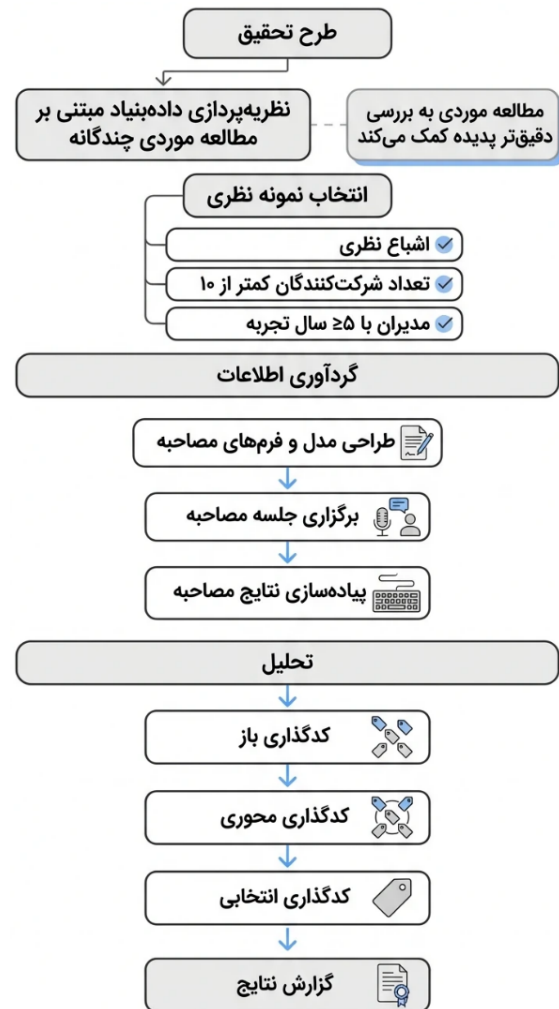 طرح تحقیق
نظریه‌پردازی داده‌بنیاد مبتنی بر
مطالعه موردی چندگانه
مطالعه موردی به بررسی
دقیق‌تر پدیده کمک می‌کند
انتخاب نمونه نظری
اشباع نظری
تعداد شرکت‌کنندگان کمتر از ۱۰
مدیران با ≥۵ سال تجربه
گردآوری اطلاعات
طراحی مدل و فرم‌های مصاحبه
برگزاری جلسه مصاحبه
پیاده‌سازی نتایج مصاحبه
تحلیل
کدگذاری باز
کدگذاری محوری
کدگذاری انتخابی
گزارش نتایج